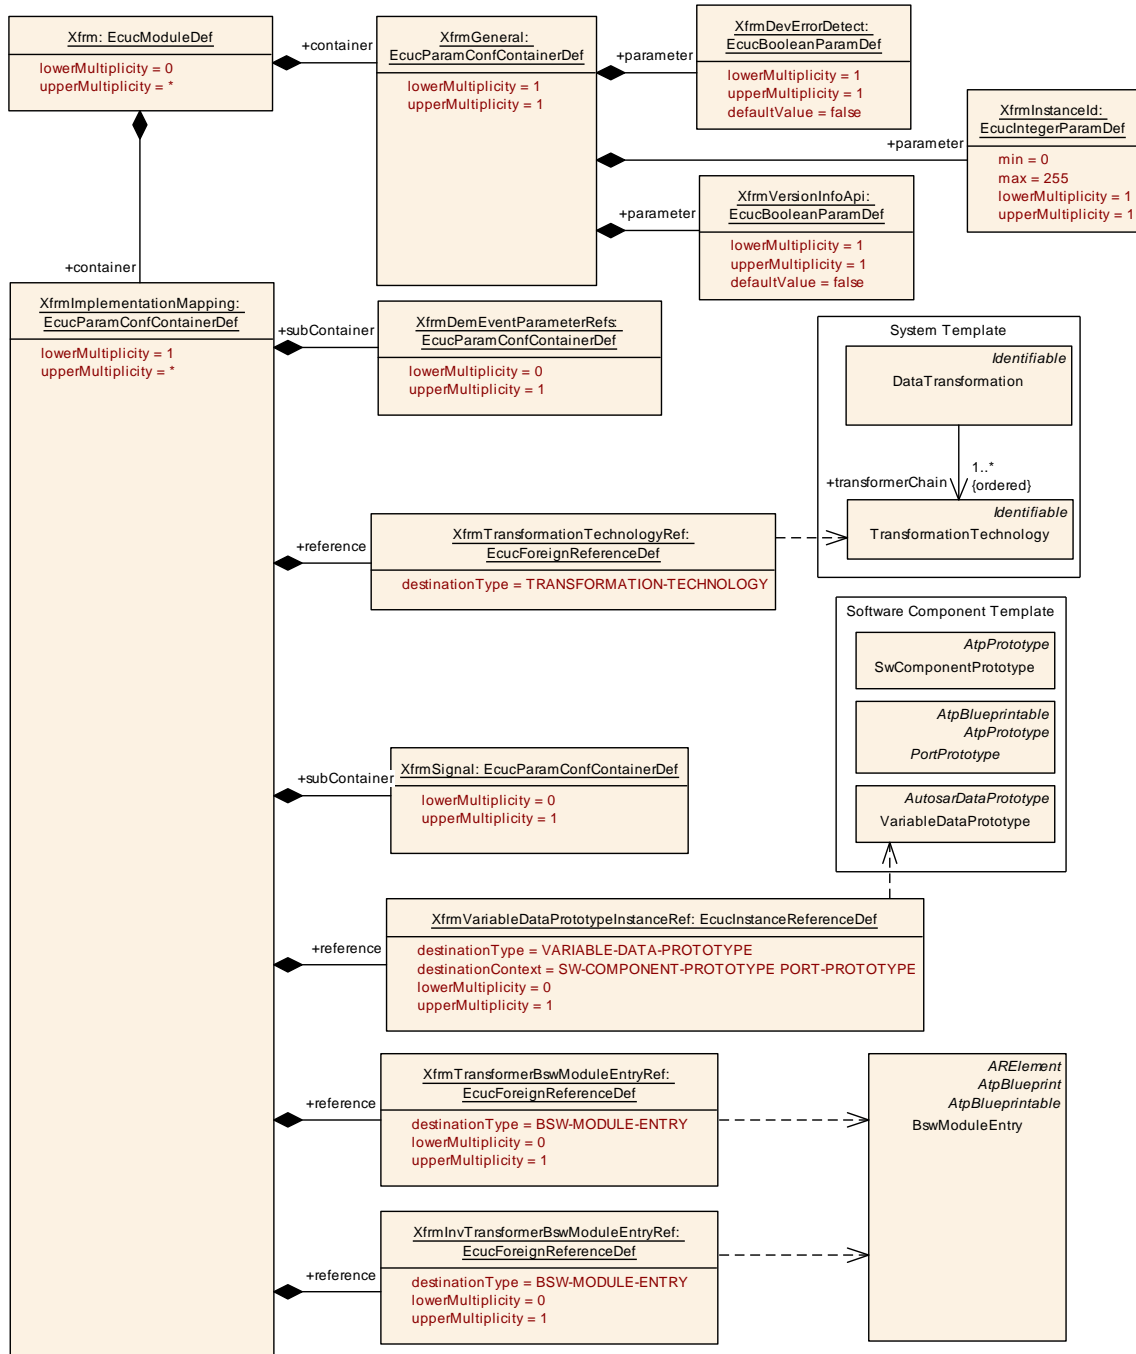 Xfrm: EcucModuleDef
lowerMultiplicity = 0
upperMultiplicity = *
+container
XfrmGeneral:
EcucParamConfContainerDef
lowerMultiplicity = 1
upperMultiplicity = 1
+parameter
XfrmDevErrorDetect:
EcucBooleanParamDef
lowerMultiplicity = 1
upperMultiplicity = 1
defaultValue = false
+parameter
XfrmInstanceId:
EcucIntegerParamDef
min = 0
max = 255
lowerMultiplicity = 1
upperMultiplicity = 1
+parameter
XfrmVersionInfoApi:
EcucBooleanParamDef
lowerMultiplicity = 1
upperMultiplicity = 1
defaultValue = false
+container
XfrmImplementationMapping:
EcucParamConfContainerDef
lowerMultiplicity = 1
upperMultiplicity = *
+subContainer
XfrmDemEventParameterRefs:
EcucParamConfContainerDef
lowerMultiplicity = 0
upperMultiplicity = 1
System Template
Identifiable
DataTransformation
1..*
+transformerChain
{ordered}
Identifiable
TransformationTechnology
+reference
XfrmTransformationTechnologyRef:
EcucForeignReferenceDef
destinationType = TRANSFORMATION-TECHNOLOGY
Software Component Template
AtpPrototype
SwComponentPrototype
AtpBlueprintable
AtpPrototype
PortPrototype
AutosarDataPrototype
VariableDataPrototype
+subContainer
XfrmSignal: EcucParamConfContainerDef
lowerMultiplicity = 0
upperMultiplicity = 1
+reference
XfrmVariableDataPrototypeInstanceRef: EcucInstanceReferenceDef
destinationType = VARIABLE-DATA-PROTOTYPE
destinationContext = SW-COMPONENT-PROTOTYPE PORT-PROTOTYPE
lowerMultiplicity = 0
upperMultiplicity = 1
+reference
XfrmTransformerBswModuleEntryRef:
EcucForeignReferenceDef
destinationType = BSW-MODULE-ENTRY
lowerMultiplicity = 0
upperMultiplicity = 1
ARElement
AtpBlueprint
AtpBlueprintable
BswModuleEntry
+reference
XfrmInvTransformerBswModuleEntryRef:
EcucForeignReferenceDef
destinationType = BSW-MODULE-ENTRY
lowerMultiplicity = 0
upperMultiplicity = 1